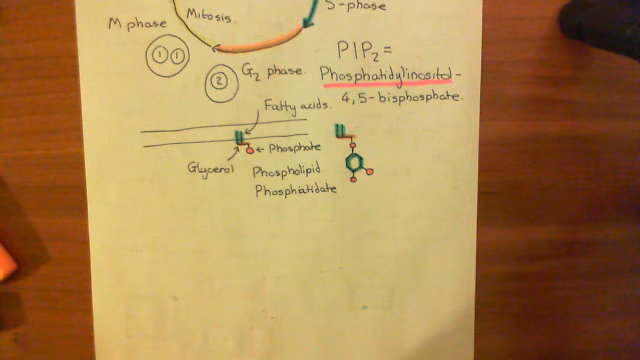 S-phase
Mitosis.
M phase
1 1
2
G2 phase.
PIP2 =
Phosphatidylinositol-
4,5-bisphosphate.
Fatty acids.
Phosphate
Glycerol
Phospholipid
Phosphatidate